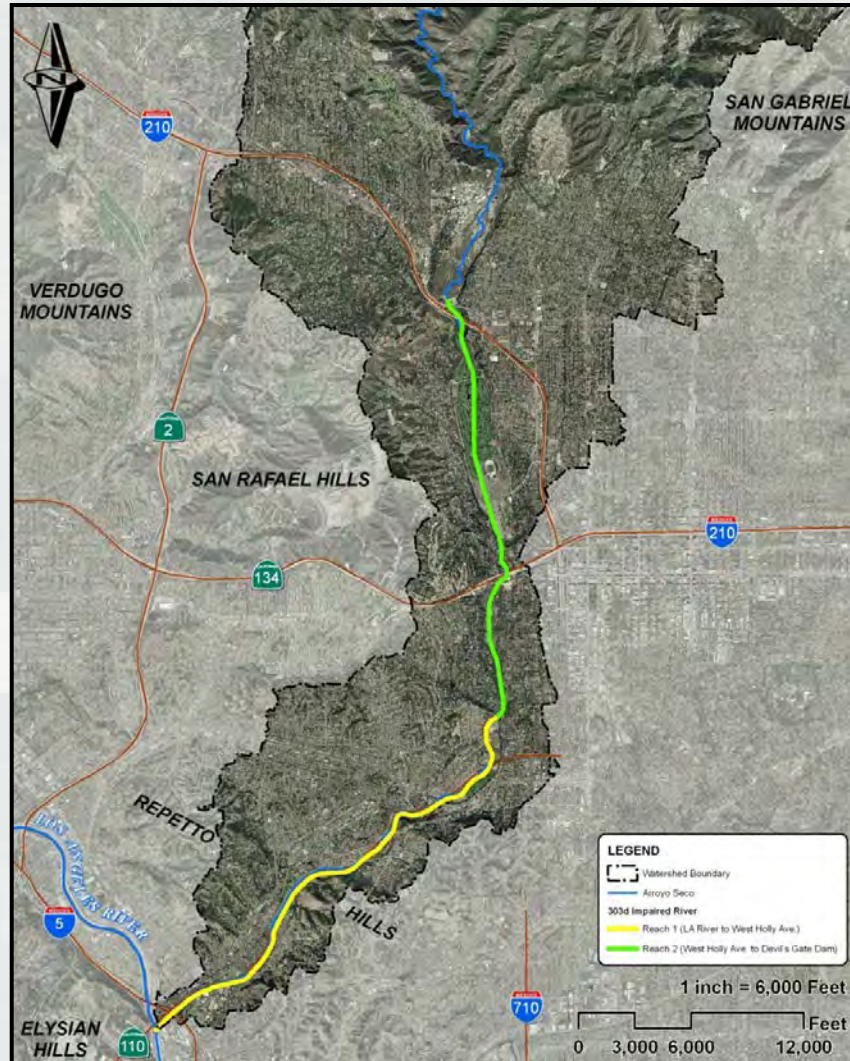 N
SAN GABRIEL
MOUNTAINS
210
VERDUGO
MOUNTAINS
2
SAN RAFAEL HILLS
210
134
REPETTO
HILLS
LOS ANGELES RIVER
5
ELYSIAN
HILLS
110
710
LEGEND
Watershed Boundary
Arroyo Seco
303d Impaired River
Reach 1 (LA River to West Holly Ave.)
Reach 2 (West Holly Ave. to Devil's Gate Dam)
1 inch = 6,000 Feet
Feet
0 3,000 6,000 12,000